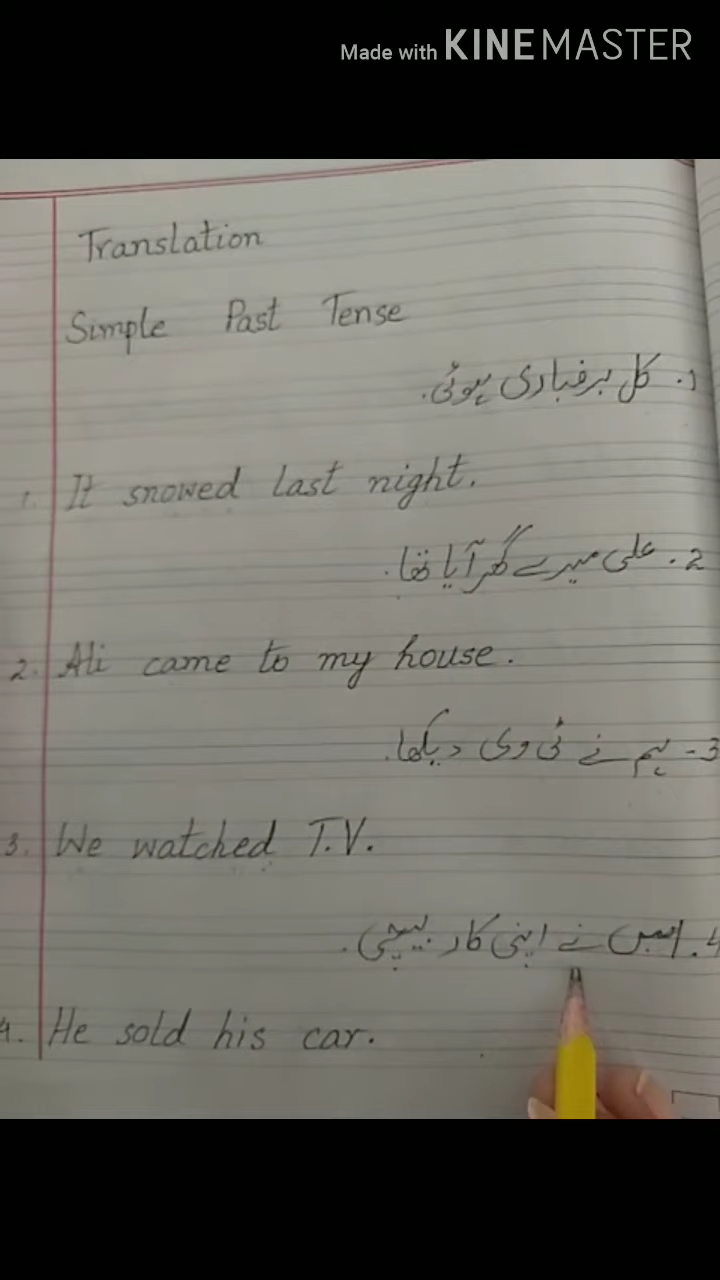 Made with KINEMASTER
Translation
Simple Past Tense
1. کل برفباری ہوئی.
1. It snowed last night.
2. علی میرے گھر آیا تھا.
2. Ali came to my house.
3- ہم نے ٹی وی دیکھا.
3. We watched T.V.
4. اس نے اپنی کار بیچی.
4. He sold his car.